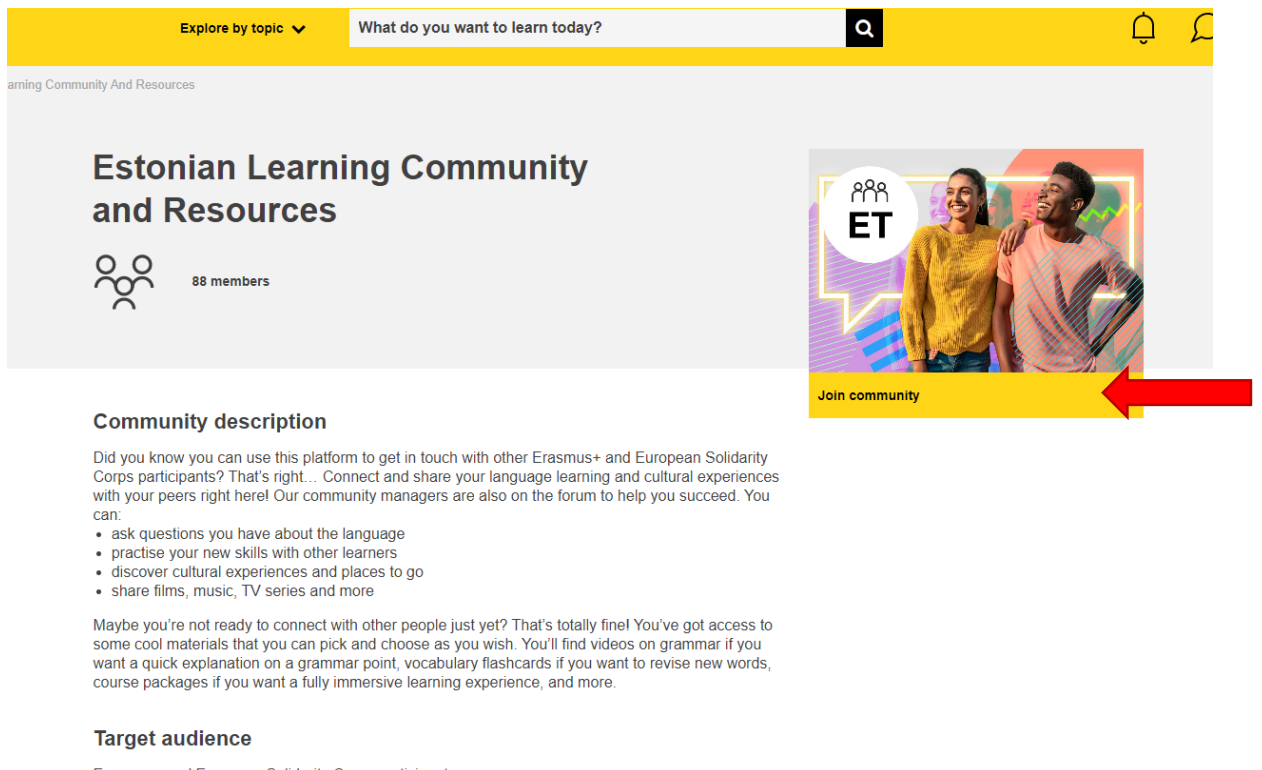 Explore by topic
What do you want to learn today?
arning Community And Resources
Estonian Learning Community
and Resources
88 members
ET
Join community
Community description
Did you know you can use this platform to get in touch with other Erasmus+ and European Solidarity
Corps participants? That's right… Connect and share your language learning and cultural experiences
with your peers right here! Our community managers are also on the forum to help you succeed. You
can:
• ask questions you have about the language
• practise your new skills with other learners
• discover cultural experiences and places to go
• share films, music, TV series and more
Maybe you're not ready to connect with other people just yet? That's totally fine! You've got access to
some cool materials that you can pick and choose as you wish. You'll find videos on grammar if you
want a quick explanation on a grammar point, vocabulary flashcards if you want to revise new words,
course packages if you want a fully immersive learning experience, and more.
Target audience